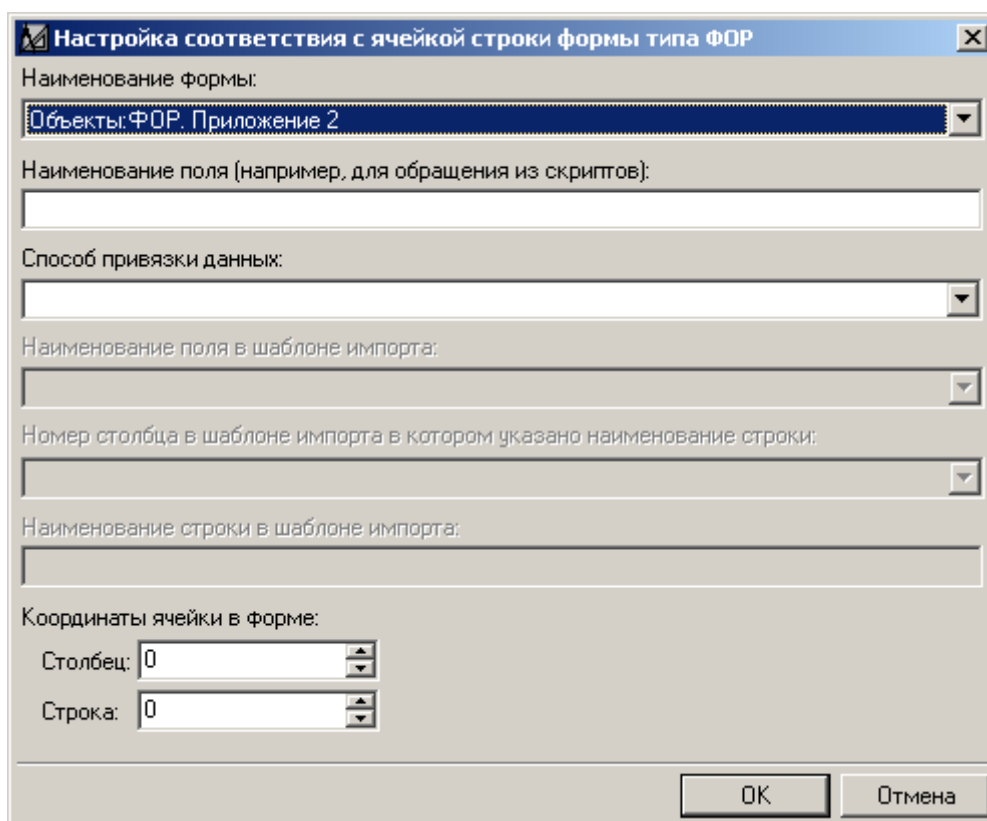 Настройка соответствия с ячейкой строки формы типа ФОР
Наименование формы:
Объекты:ФОР. Приложение 2
Наименование поля (например, для обращения из скриптов):
Способ привязки данных:
Наименование поля в шаблоне импорта:
Номер столбца в шаблоне импорта в котором указано наименование строки:
Наименование строки в шаблоне импорта:
Координаты ячейки в форме:
Столбец: 0
Строка: 0
OK Отмена